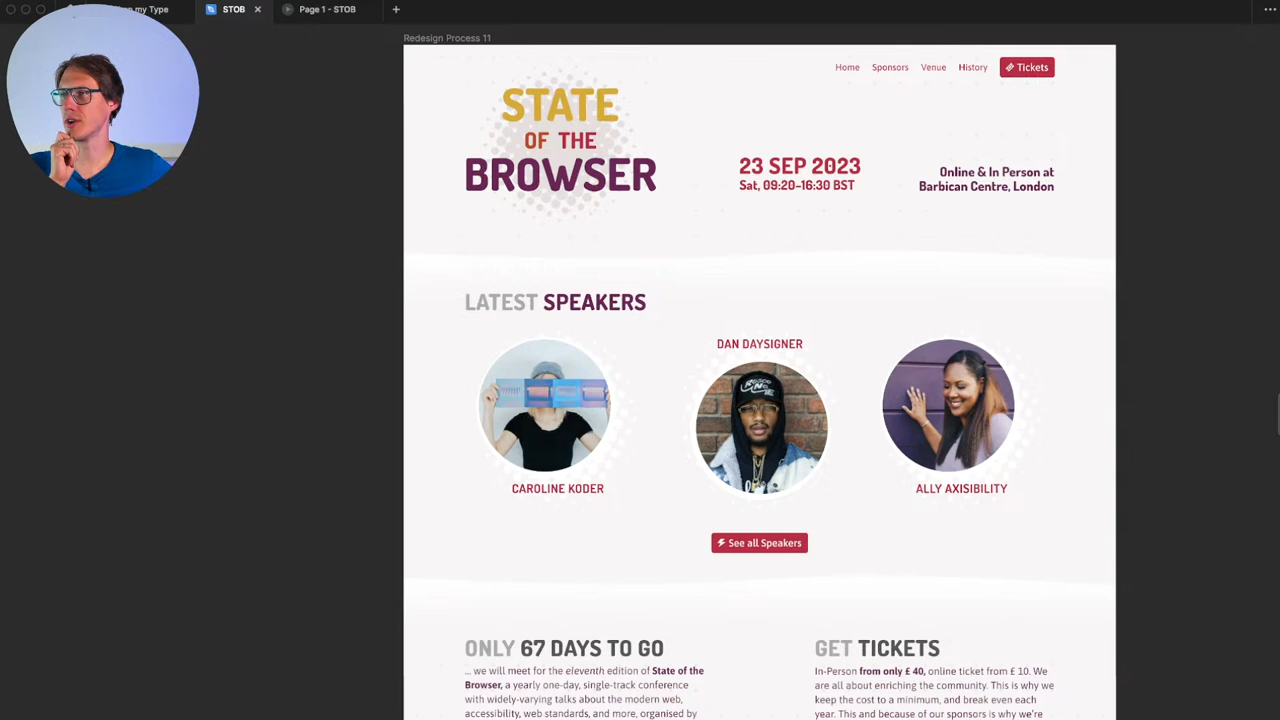 my Type
STOB
Page 1 - STOB
Redesign Process 11
Home
Sponsors
Venue
History
Tickets
STATE
OF THE
BROWSER
23 SEP 2023
Sat, 09:20-16:30 BST
Online & In Person at
Barbican Centre, London
LATEST SPEAKERS
CAROLINE KODER
DAN DAYSIGNER
ALLY AXISIBILITY
See all Speakers
ONLY 67 DAYS TO GO
... we will meet for the eleventh edition of State of the
Browser, a yearly one-day, single-track conference
with widely-varying talks about the modern web,
accessibility, web standards, and more, organised by
GET TICKETS
In-Person from only £ 40, online ticket from £ 10. We
are all about enriching the community. This is why we
keep the cost to a minimum, and break even each
year. This and because of our sponsors is why we're